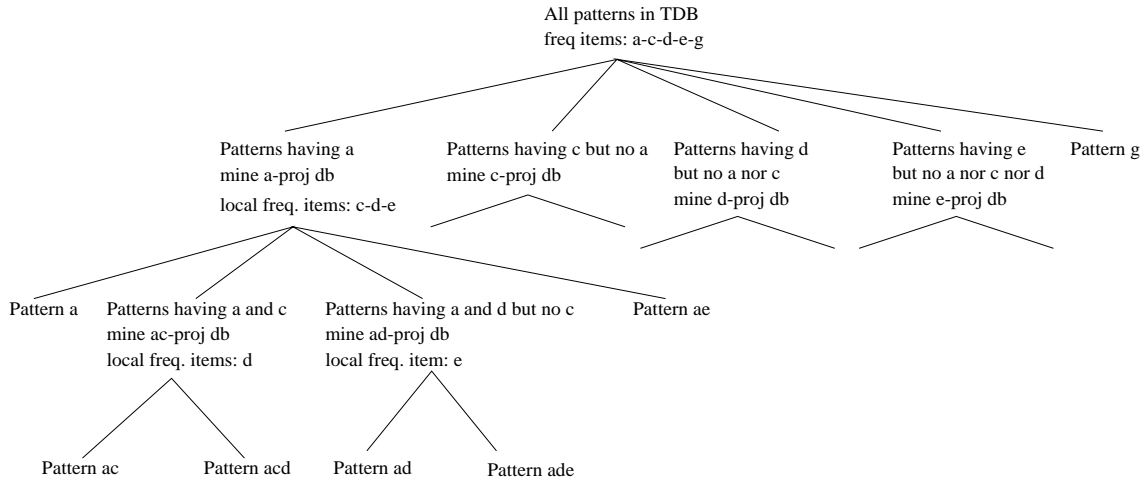 All patterns in TDB
freq items: a-c-d-e-g
Patterns having a
mine a-proj db
local freq. items: c-d-e
Patterns having c but no a
mine c-proj db
Patterns having d
but no a nor c
mine d-proj db
Patterns having e
but no a nor c nor d
mine e-proj db
Pattern g
Pattern a
Patterns having a and c
mine ac-proj db
local freq. items: d
Patterns having a and d but no c
mine ad-proj db
local freq. item: e
Pattern ae
Pattern ac
Pattern acd
Pattern ad
Pattern ade